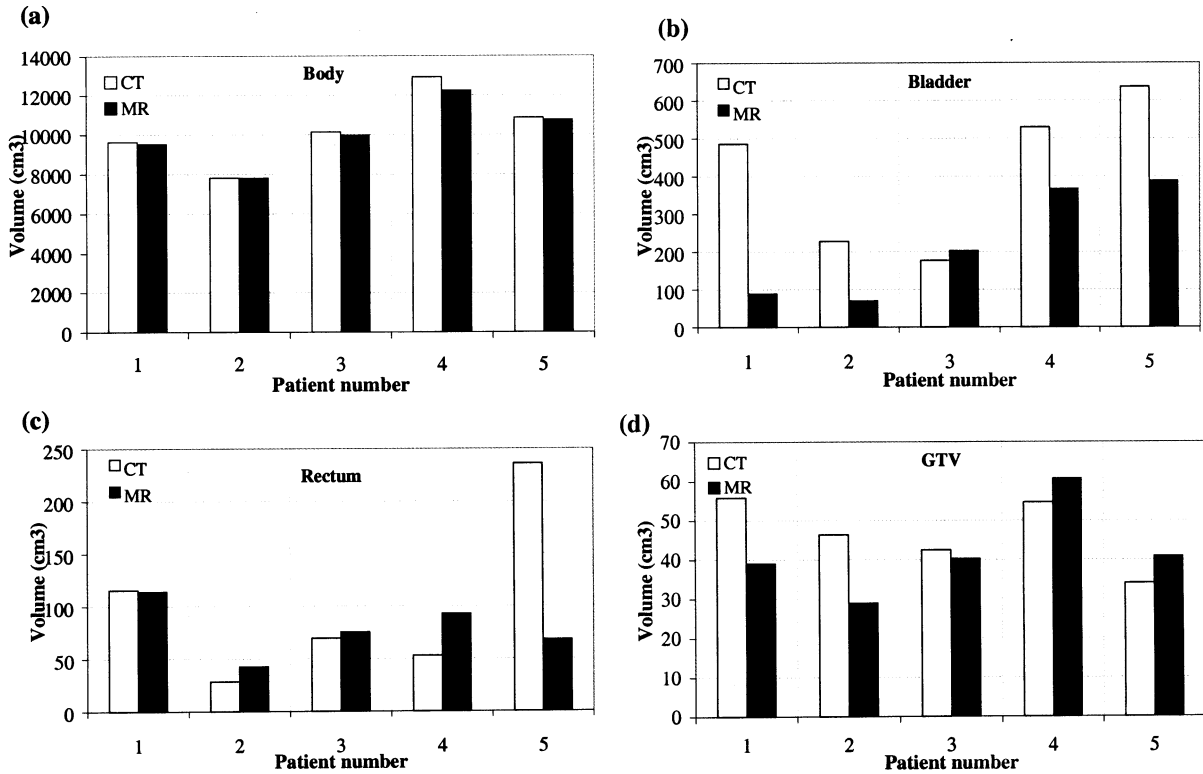 (a)
Body
CT
MR
14000
12000
10000
8000
6000
4000
2000
0
Volume (cm3)
1 2 3 4 5
Patient number
(b)
Bladder
CT
MR
700
600
500
400
300
200
100
0
Volume (cm3)
1 2 3 4 5
Patient number
(c)
Rectum
CT
MR
250
200
150
100
50
0
Volume (cm3)
1 2 3 4 5
Patient number
(d)
GTV
CT
MR
70
60
50
40
30
20
10
0
Volume (cm3)
1 2 3 4 5
Patient number